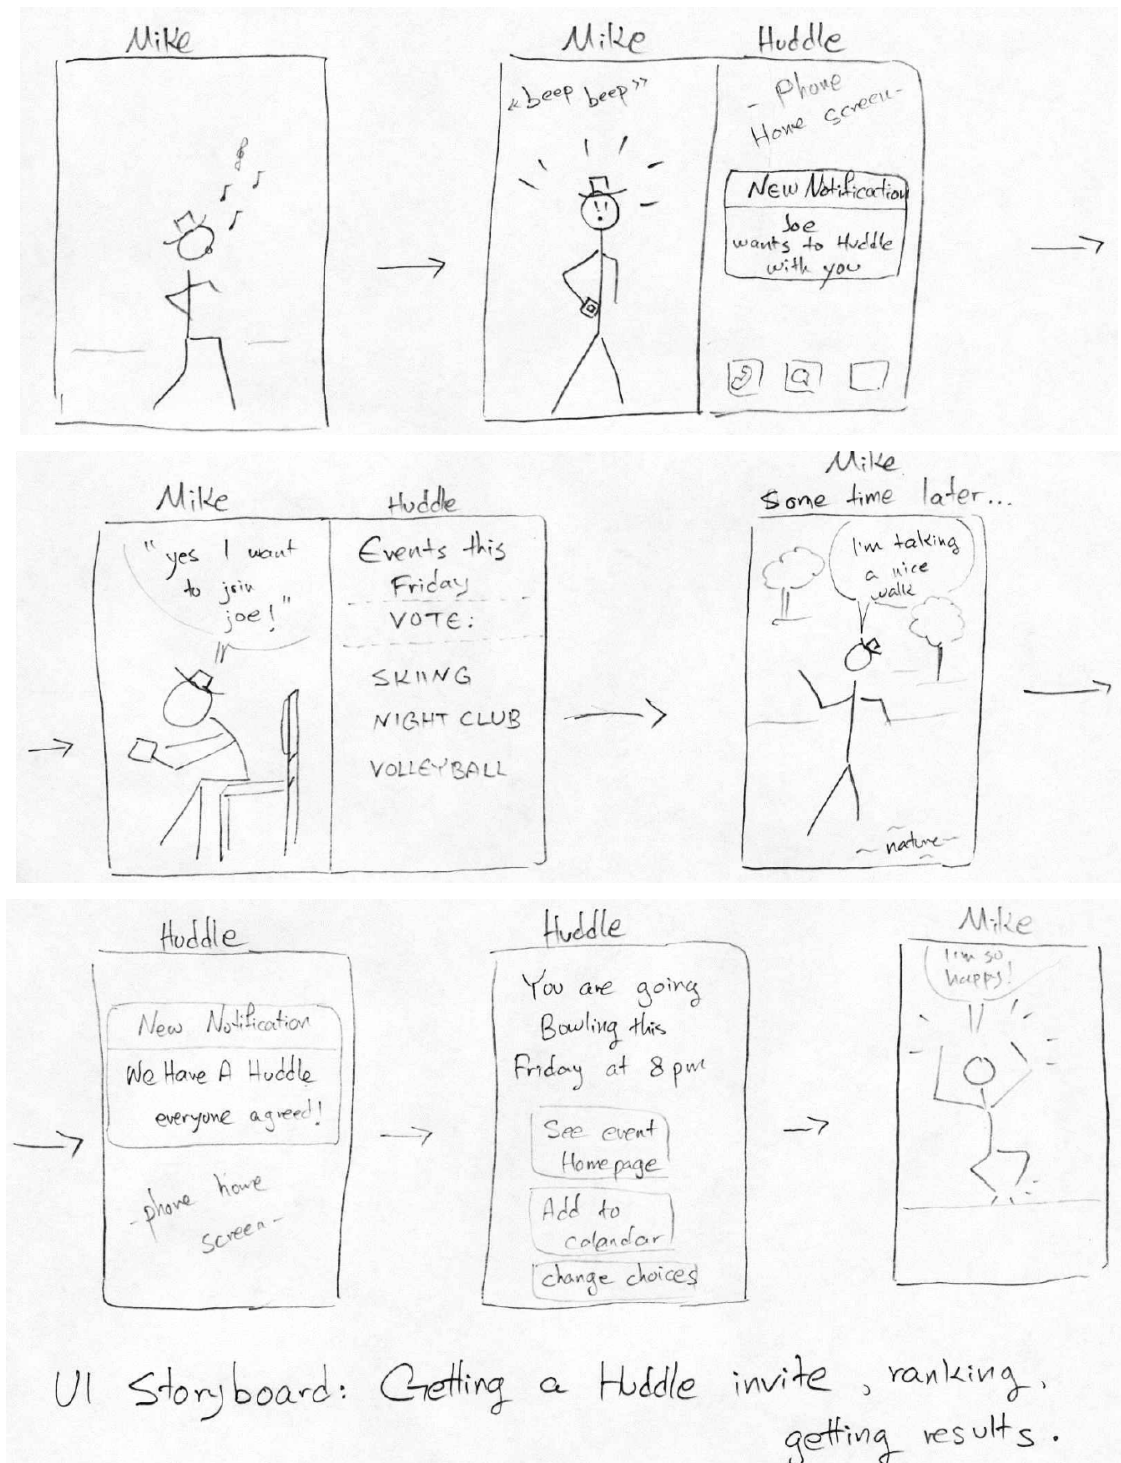 Mike
Mike
Huddle
"beep beep"
- Phone
Home screen -
New Notification
Joe
wants to Huddle
with you
Mike
Huddle
"yes I want
to join
joe!"
Events this
Friday
VOTE:
SKIING
NIGHT CLUB
VOLLEYBALL
Mike
Some time later...
I'm taking
a nice
walk
~ nature ~
Huddle
New Notification
We Have A Huddle
everyone agreed!
- phone home
screen -
Huddle
You are going
Bowling this
Friday at 8 pm
See event
Homepage
Add to
calandar
change choices
Mike
I'm so
happy!
UI Storyboard: Getting a Huddle invite, ranking,
getting results.